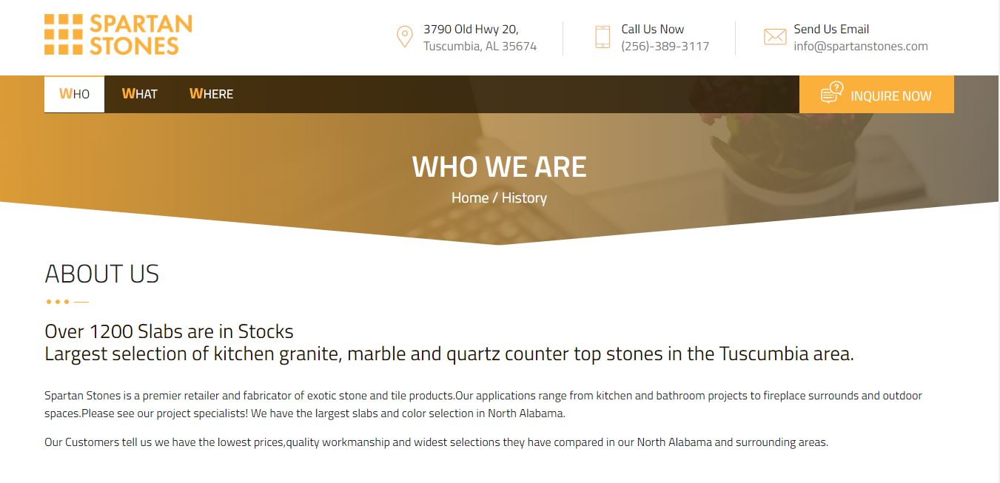 SPARTAN
STONES
3790 Old Hwy 20,
Tuscumbia, AL 35674
Call Us Now
(256)-389-3117
Send Us Email
info@spartanstones.com
WHO WHAT WHERE
INQUIRE NOW
WHO WE ARE
Home / History
ABOUT US
Over 1200 Slabs are in Stocks
Largest selection of kitchen granite, marble and quartz counter top stones in the Tuscumbia area.
Spartan Stones is a premier retailer and fabricator of exotic stone and tile products.Our applications range from kitchen and bathroom projects to fireplace surrounds and outdoor
spaces.Please see our project specialists! We have the largest slabs and color selection in North Alabama.
Our Customers tell us we have the lowest prices,quality workmanship and widest selections they have compared in our North Alabama and surrounding areas.